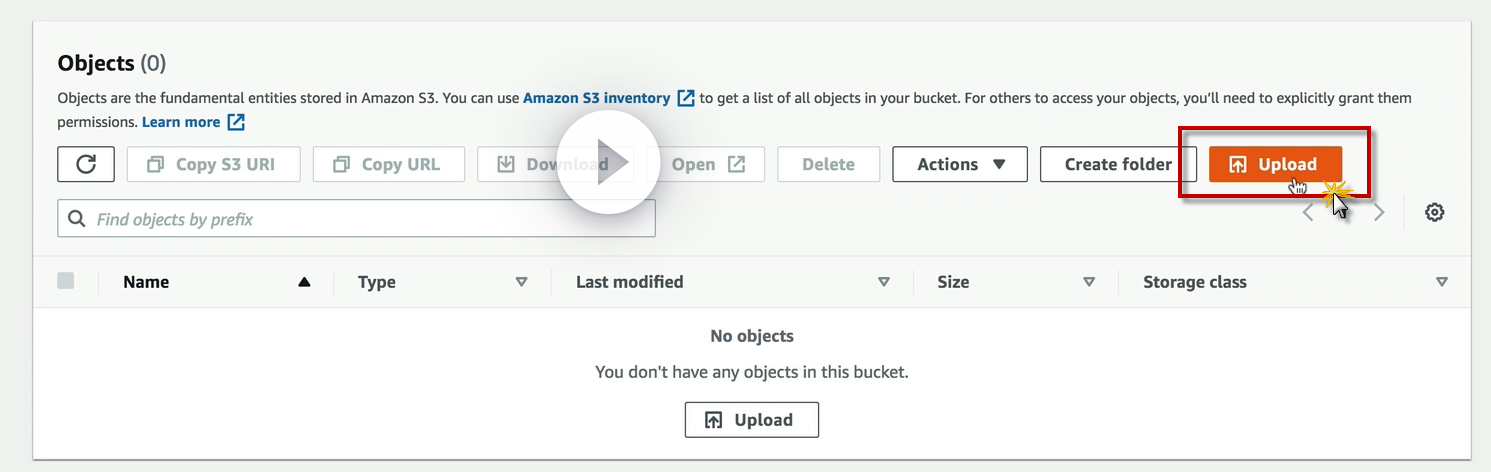 Objects (0)
Objects are the fundamental entities stored in Amazon S3. You can use Amazon S3 inventory to get a list of all objects in your bucket. For others to access your objects, you'll need to explicitly grant them
permissions. Learn more
Copy S3 URI Copy URL Download Open Delete Actions Create folder Upload
Find objects by prefix
Name Type Last modified Size Storage class
No objects
You don't have any objects in this bucket.
Upload